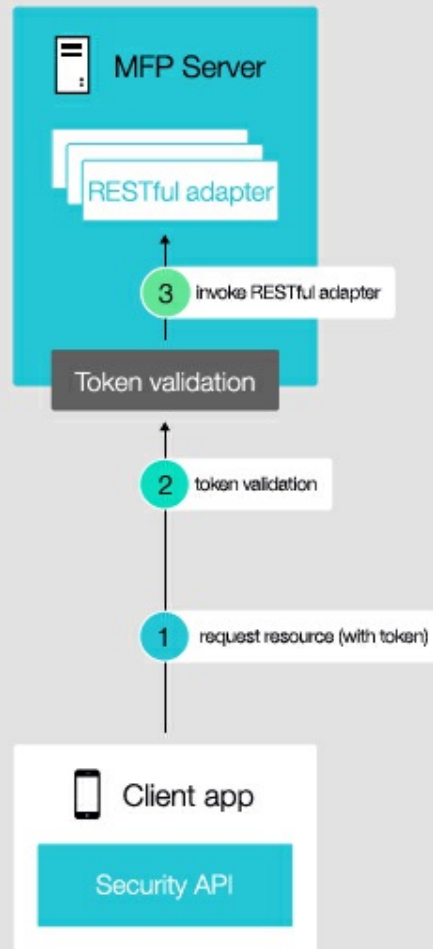 MFP Server
RESTful adapter
3 invoke RESTful adapter
Token validation
2 token validation
1 request resource (with token)
Client app
Security API